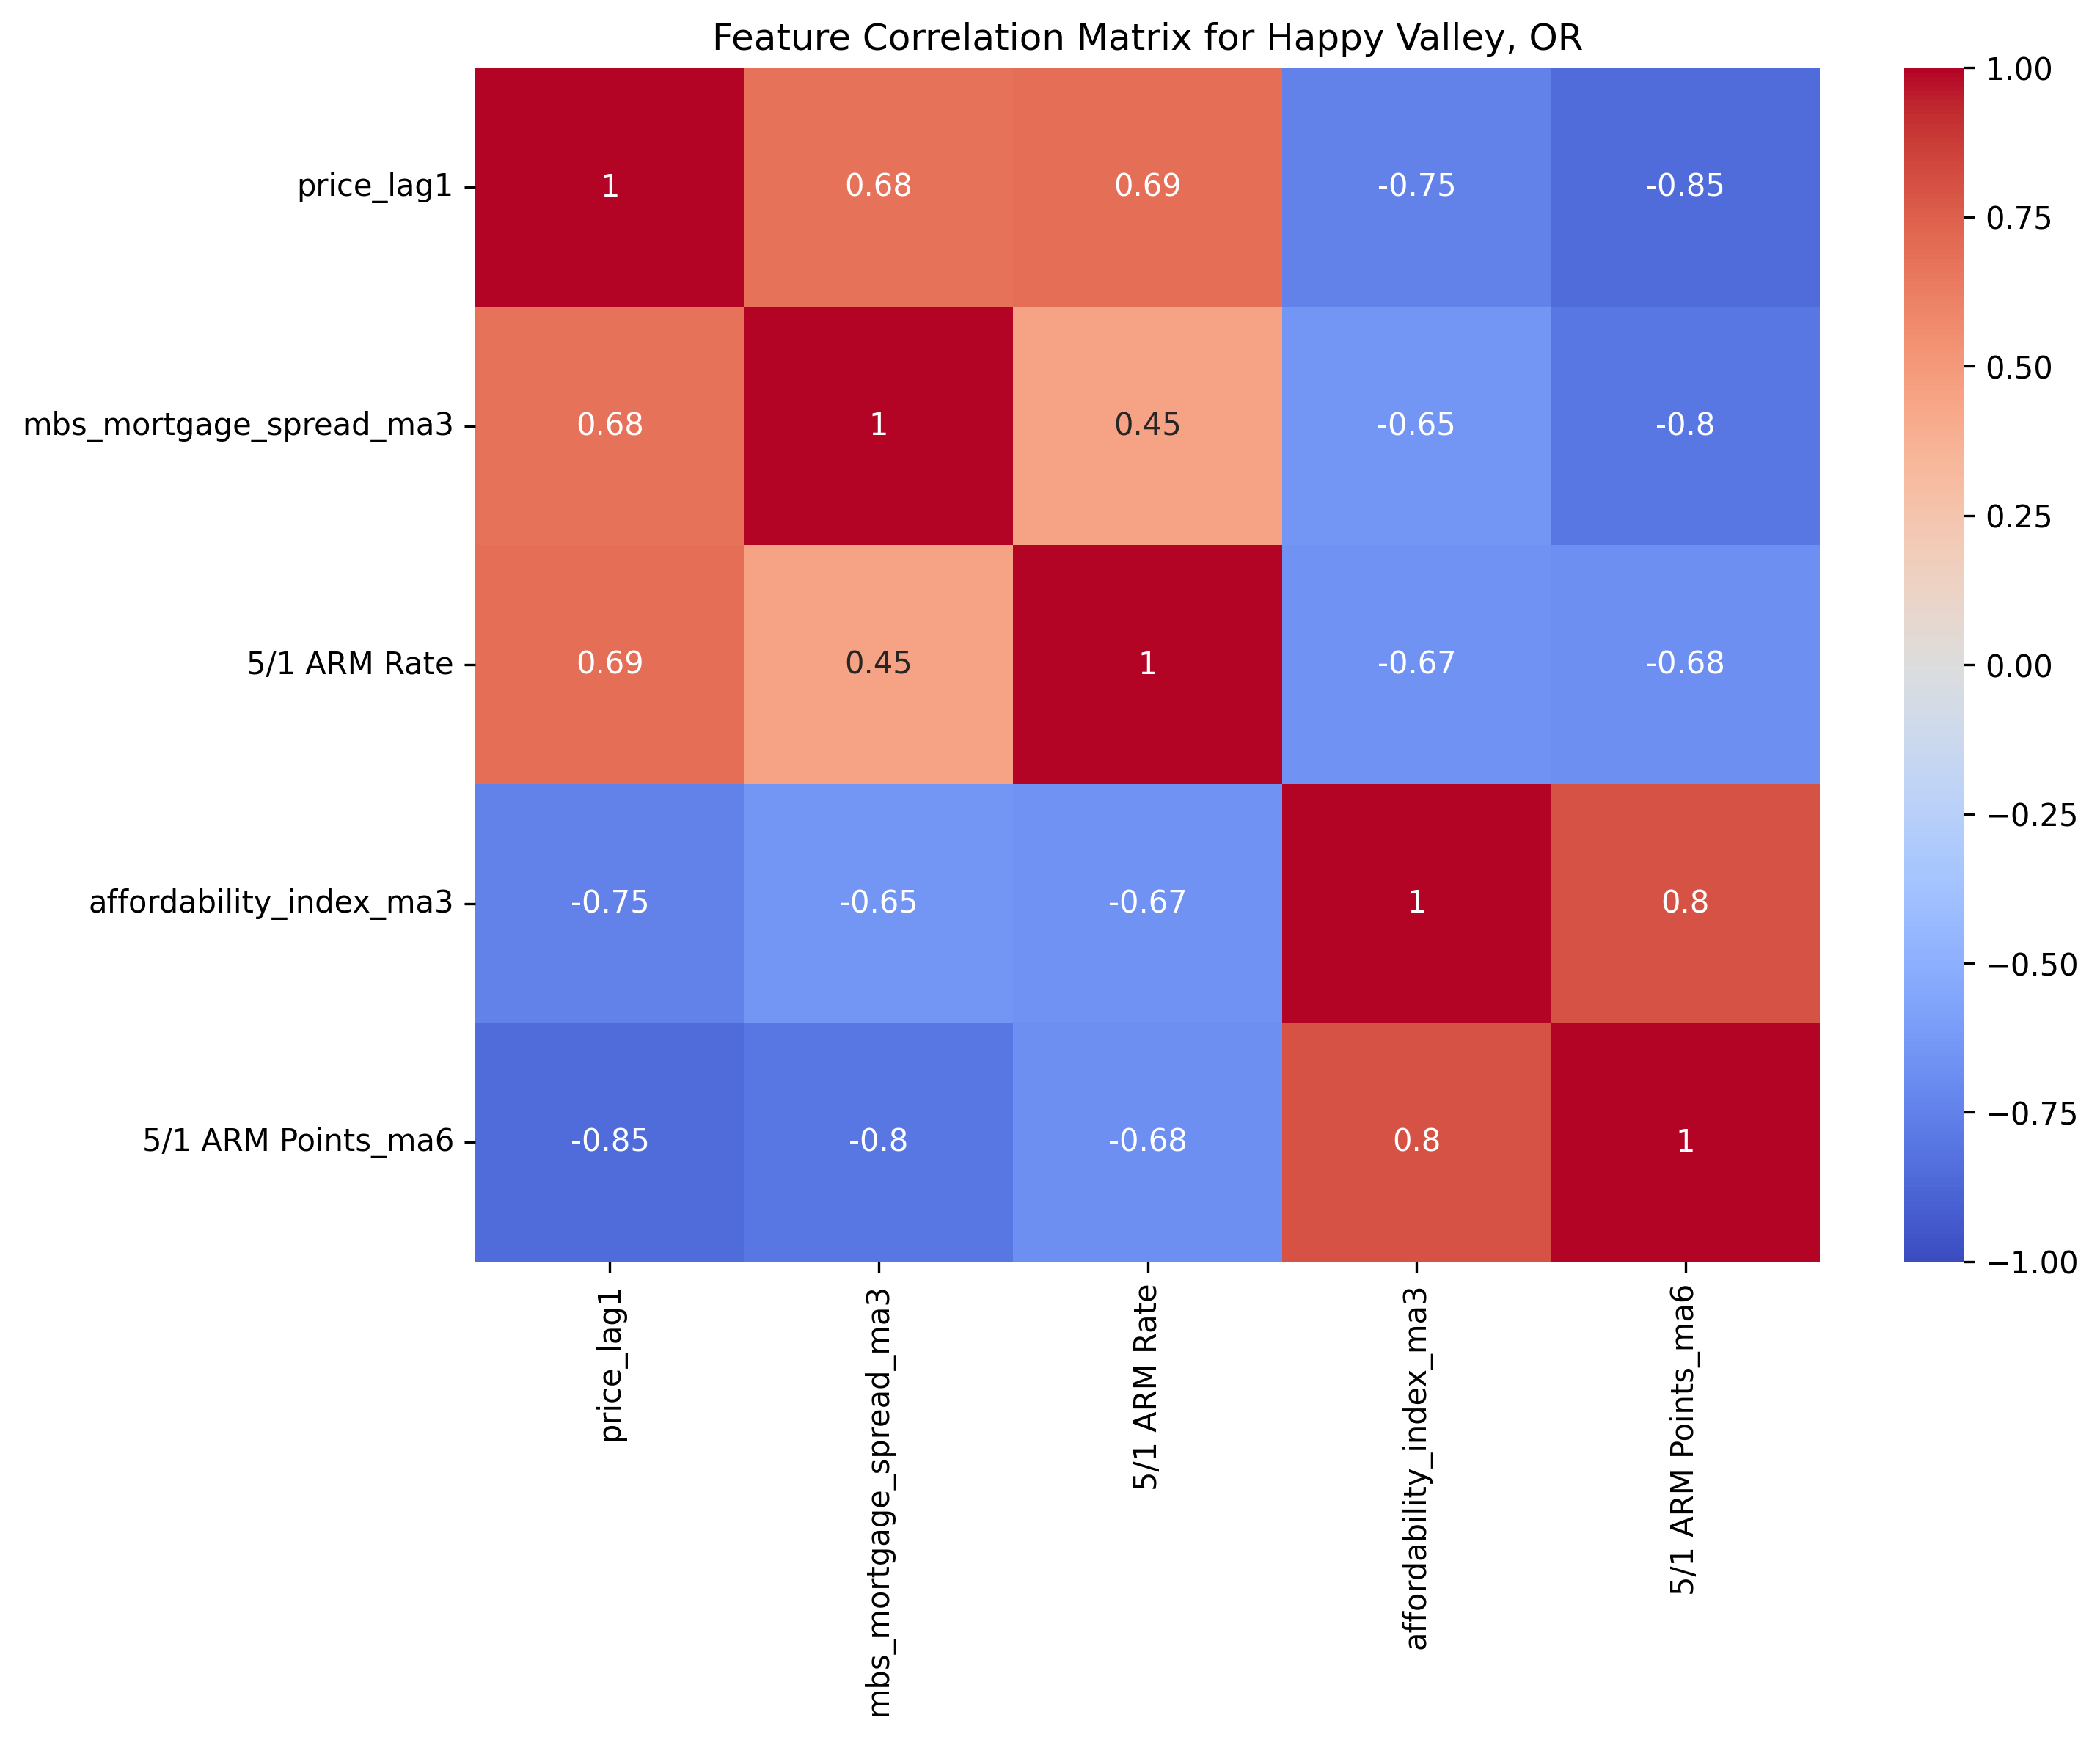 Feature Correlation Matrix for Happy Valley, OR
price_lag1 1 0.68 0.69 -0.75 -0.85
mbs_mortgage_spread_ma3 0.68 1 0.45 -0.65 -0.8
5/1 ARM Rate 0.69 0.45 1 -0.67 -0.68
affordability_index_ma3 -0.75 -0.65 -0.67 1 0.8
5/1 ARM Points_ma6 -0.85 -0.8 -0.68 0.8 1
price_lag1
mbs_mortgage_spread_ma3
5/1 ARM Rate
affordability_index_ma3
5/1 ARM Points_ma6
1.00
0.75
0.50
0.25
0.00
−0.25
−0.50
−0.75
−1.00